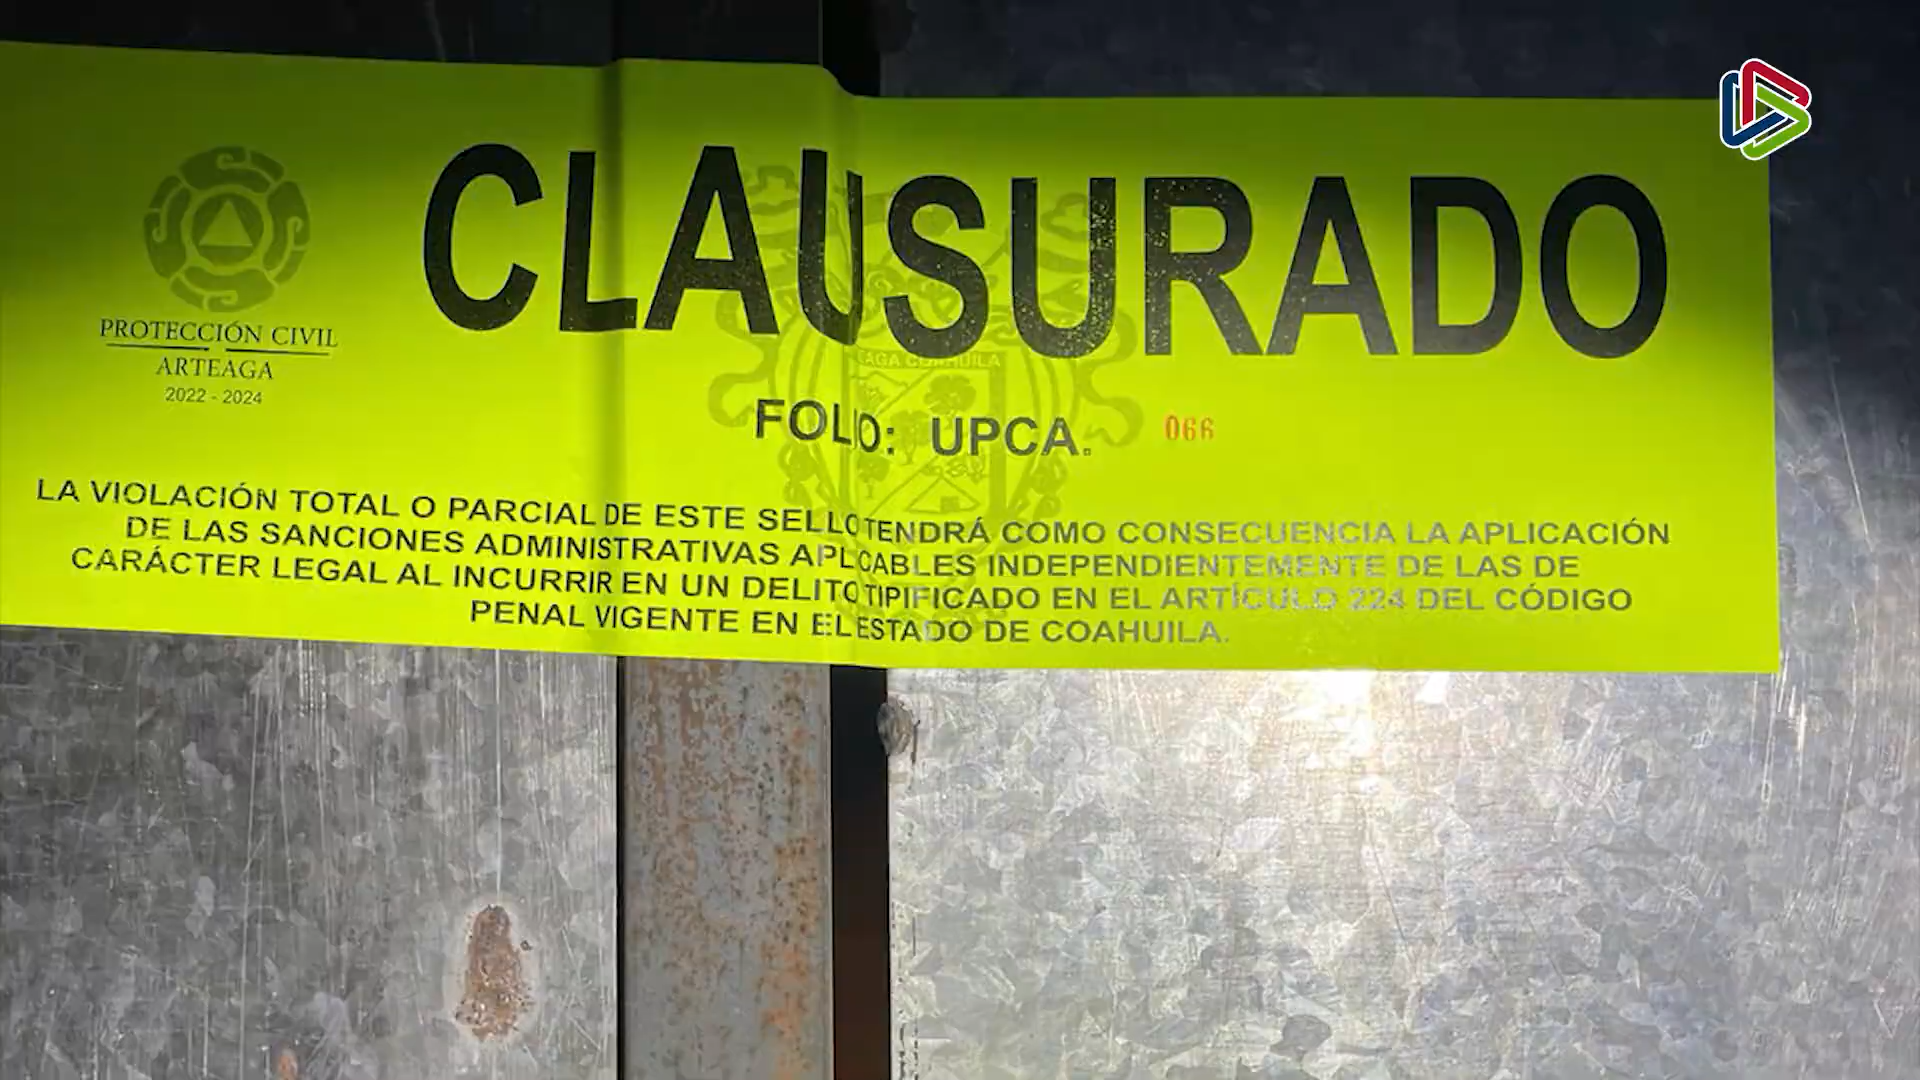 CLAUSURADO
PROTECCIÓN CIVIL
ARTEAGA
2022 - 2024
FOLIO: UPCA. 066
LA VIOLACIÓN TOTAL O PARCIAL DE ESTE SELLO TENDRÁ COMO CONSECUENCIA LA APLICACIÓN
DE LAS SANCIONES ADMINISTRATIVAS APLICABLES INDEPENDIENTEMENTE DE LAS DE
CARÁCTER LEGAL AL INCURRIR EN UN DELITO TIPIFICADO EN EL ARTÍCULO 224 DEL CÓDIGO
PENAL VIGENTE EN EL ESTADO DE COAHUILA.